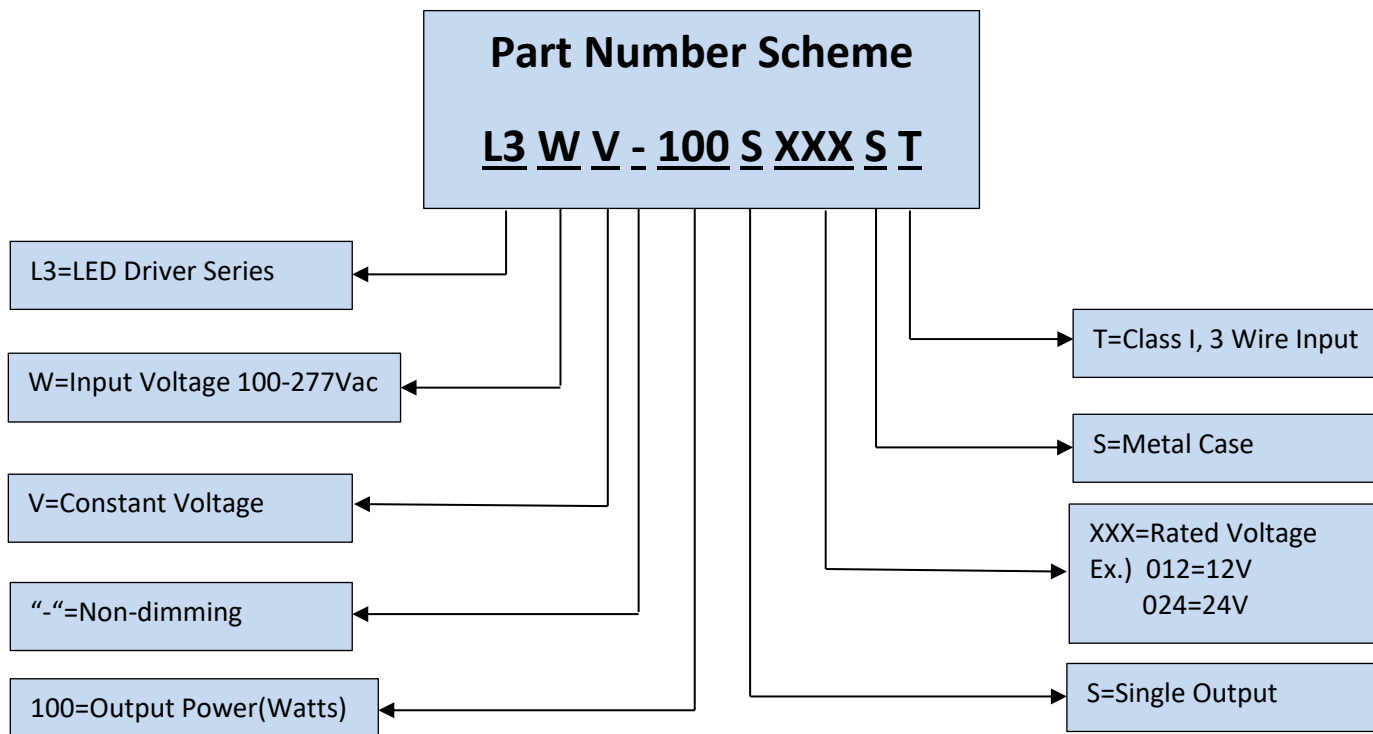 Part Number Scheme
L3 W V - 100 S XXX S T
L3=LED Driver Series
W=Input Voltage 100-277Vac
V=Constant Voltage
“-“=Non-dimming
100=Output Power(Watts)
T=Class I, 3 Wire Input
S=Metal Case
XXX=Rated Voltage
Ex.) 012=12V
024=24V
S=Single Output